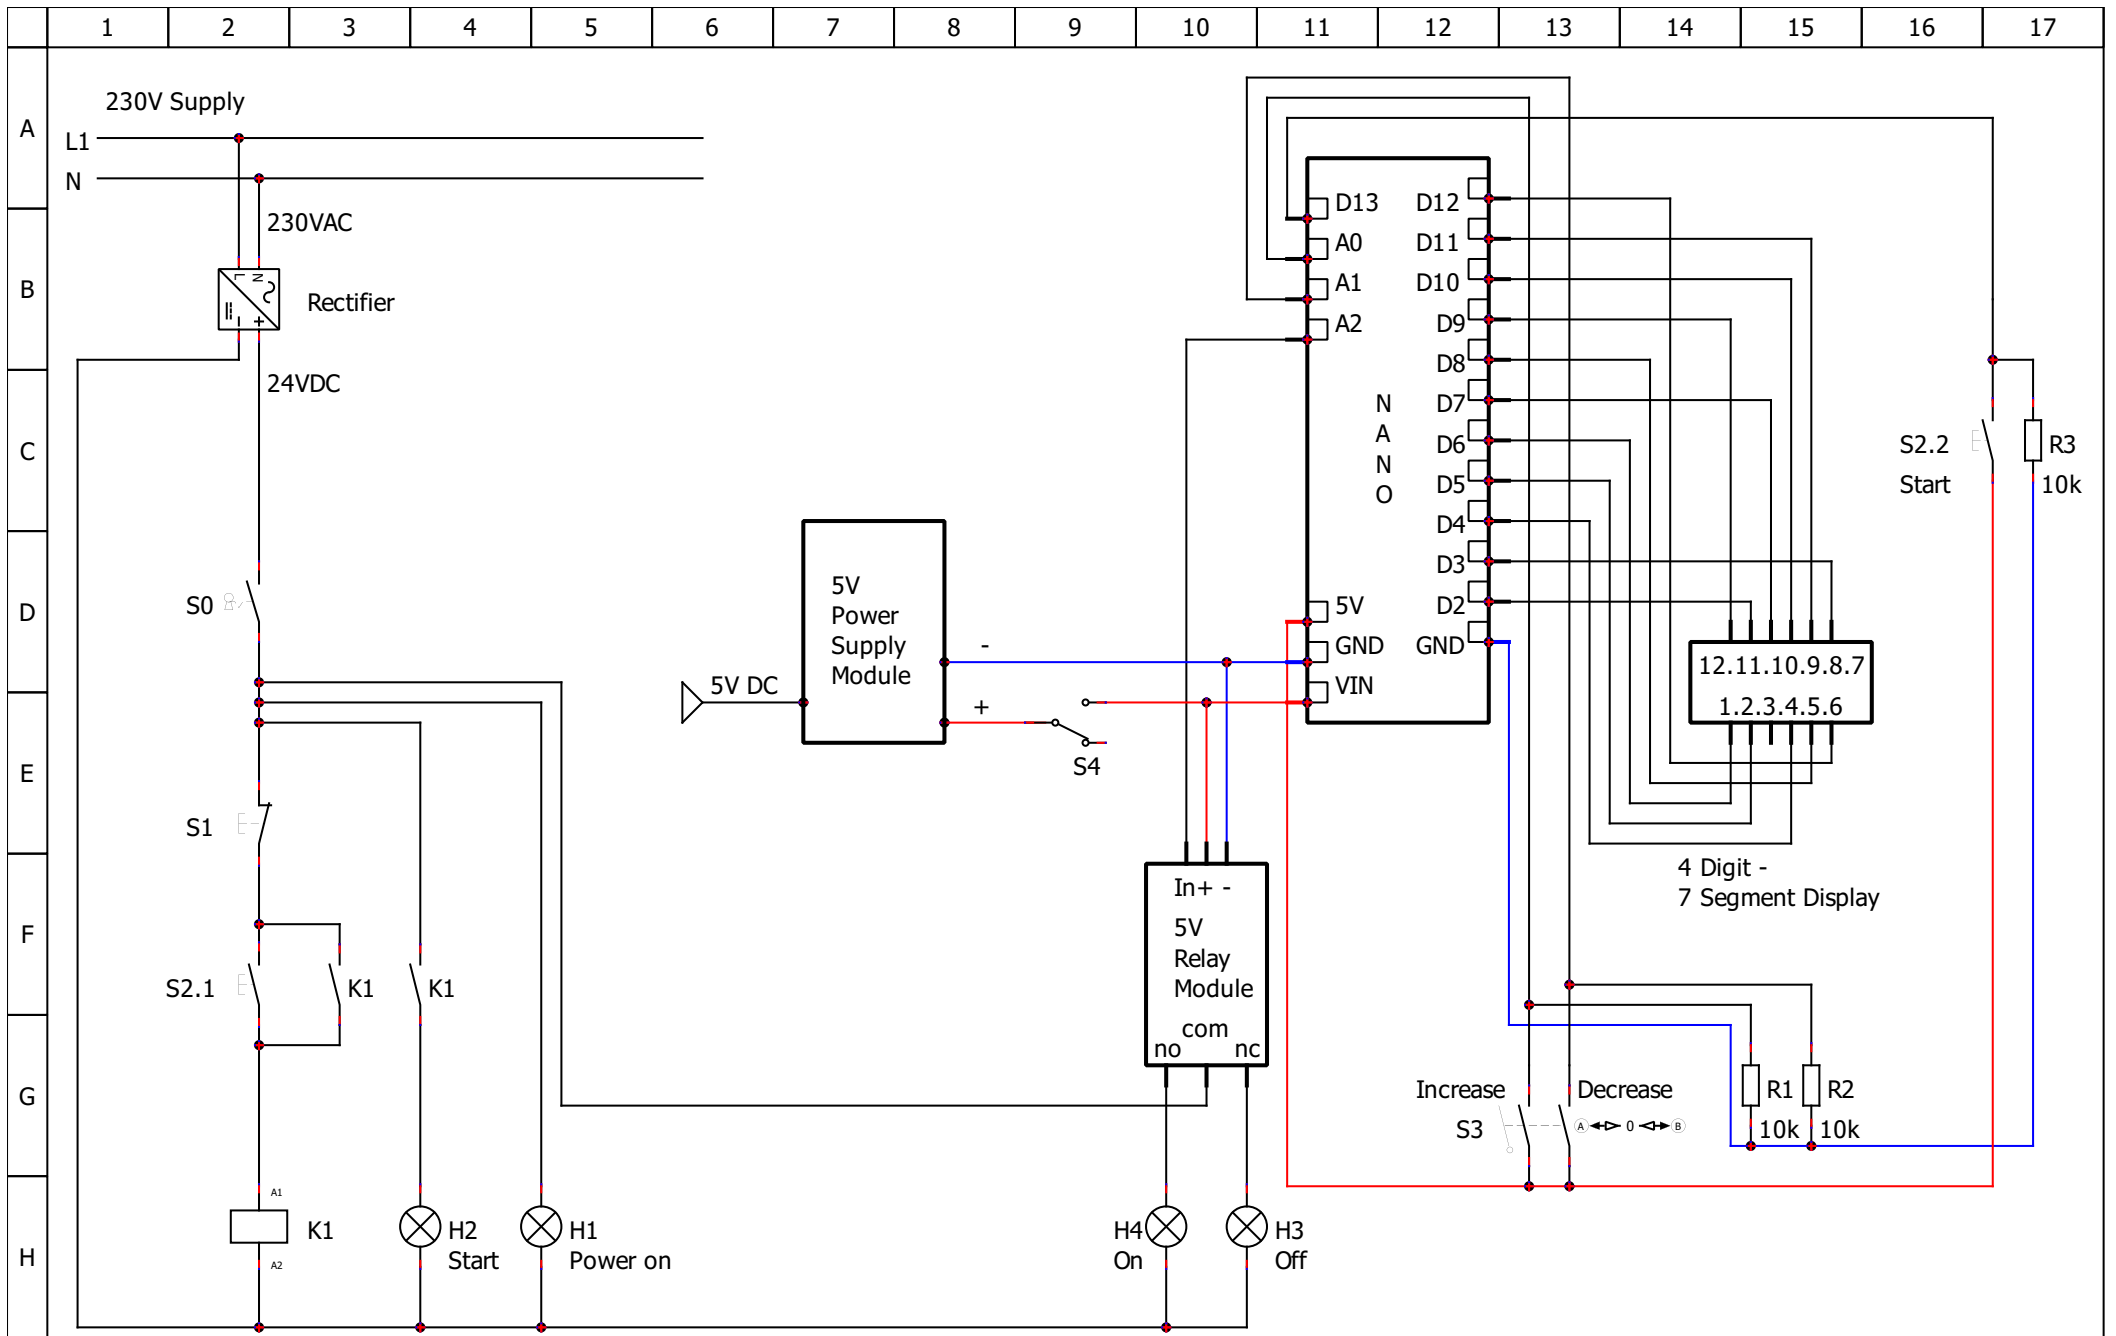 1 2 3 4 5 6 7 8 9 10 11 12 13 14 15 16 17
A
B
C
D
E
F
G
H
230V Supply
L1
N
230VAC
L N
- +
Rectifier
24VDC
S0
S1
S2.1
K1
K1
A1
K1
A2
H2
Start
H1
Power on
5V DC
5V
Power
Supply
Module
-
+
S4
In+ -
5V
Relay
Module
com
no nc
H4
On
H3
Off
D13 D12
A0 D11
A1 D10
A2 D9
D8
N D7
A D6
N D5
O D4
D3
5V D2
GND GND
VIN
12.11.10.9.8.7
1.2.3.4.5.6
4 Digit -
7 Segment Display
S2.2
Start
R3
10k
Increase Decrease
S3
A 0 B
R1
10k
R2
10k